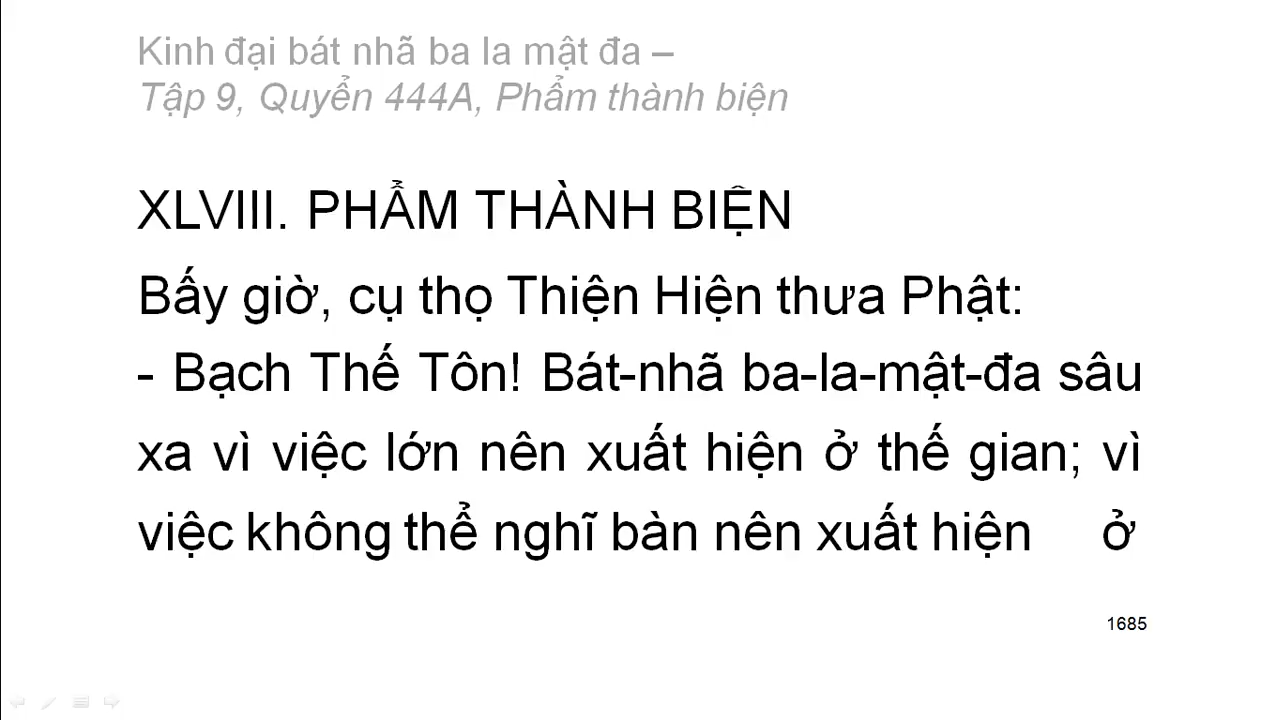 Kinh đại bát nhã ba la mật đa –
Tập 9, Quyển 444A, Phẩm thành biện
XLVIII. PHẨM THÀNH BIỆN
Bấy giờ, cụ thọ Thiện Hiện thưa Phật:
- Bạch Thế Tôn! Bát-nhã ba-la-mật-đa sâu
xa vì việc lớn nên xuất hiện ở thế gian; vì
việc không thể nghĩ bàn nên xuất hiện ở
1685